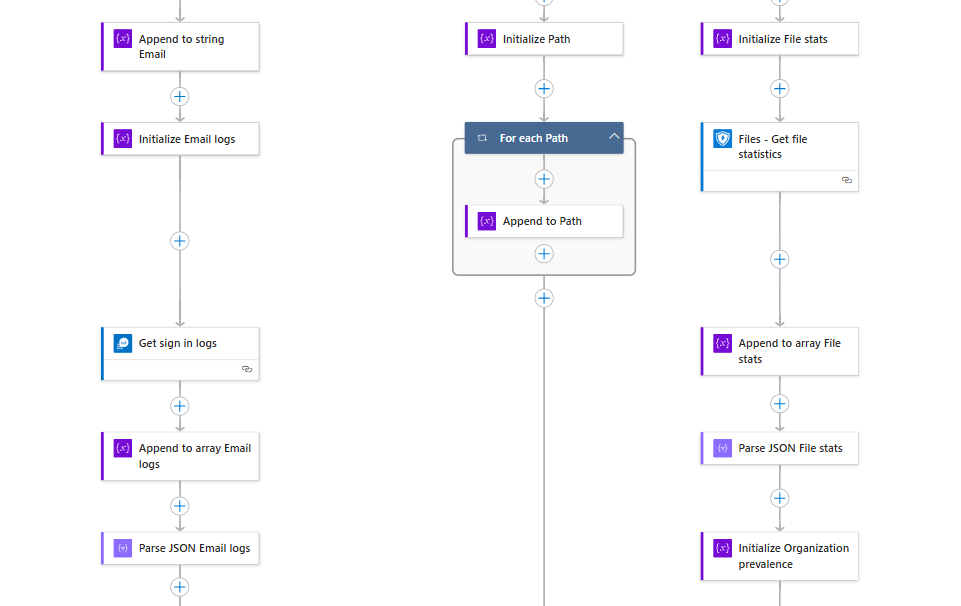 Append to string
Email
Initialize Email logs
Get sign in logs
Append to array Email
logs
Parse JSON Email logs
Initialize Path
For each Path
Append to Path
Initialize File stats
Files - Get file
statistics
Append to array File
stats
Parse JSON File stats
Initialize Organization
prevalence